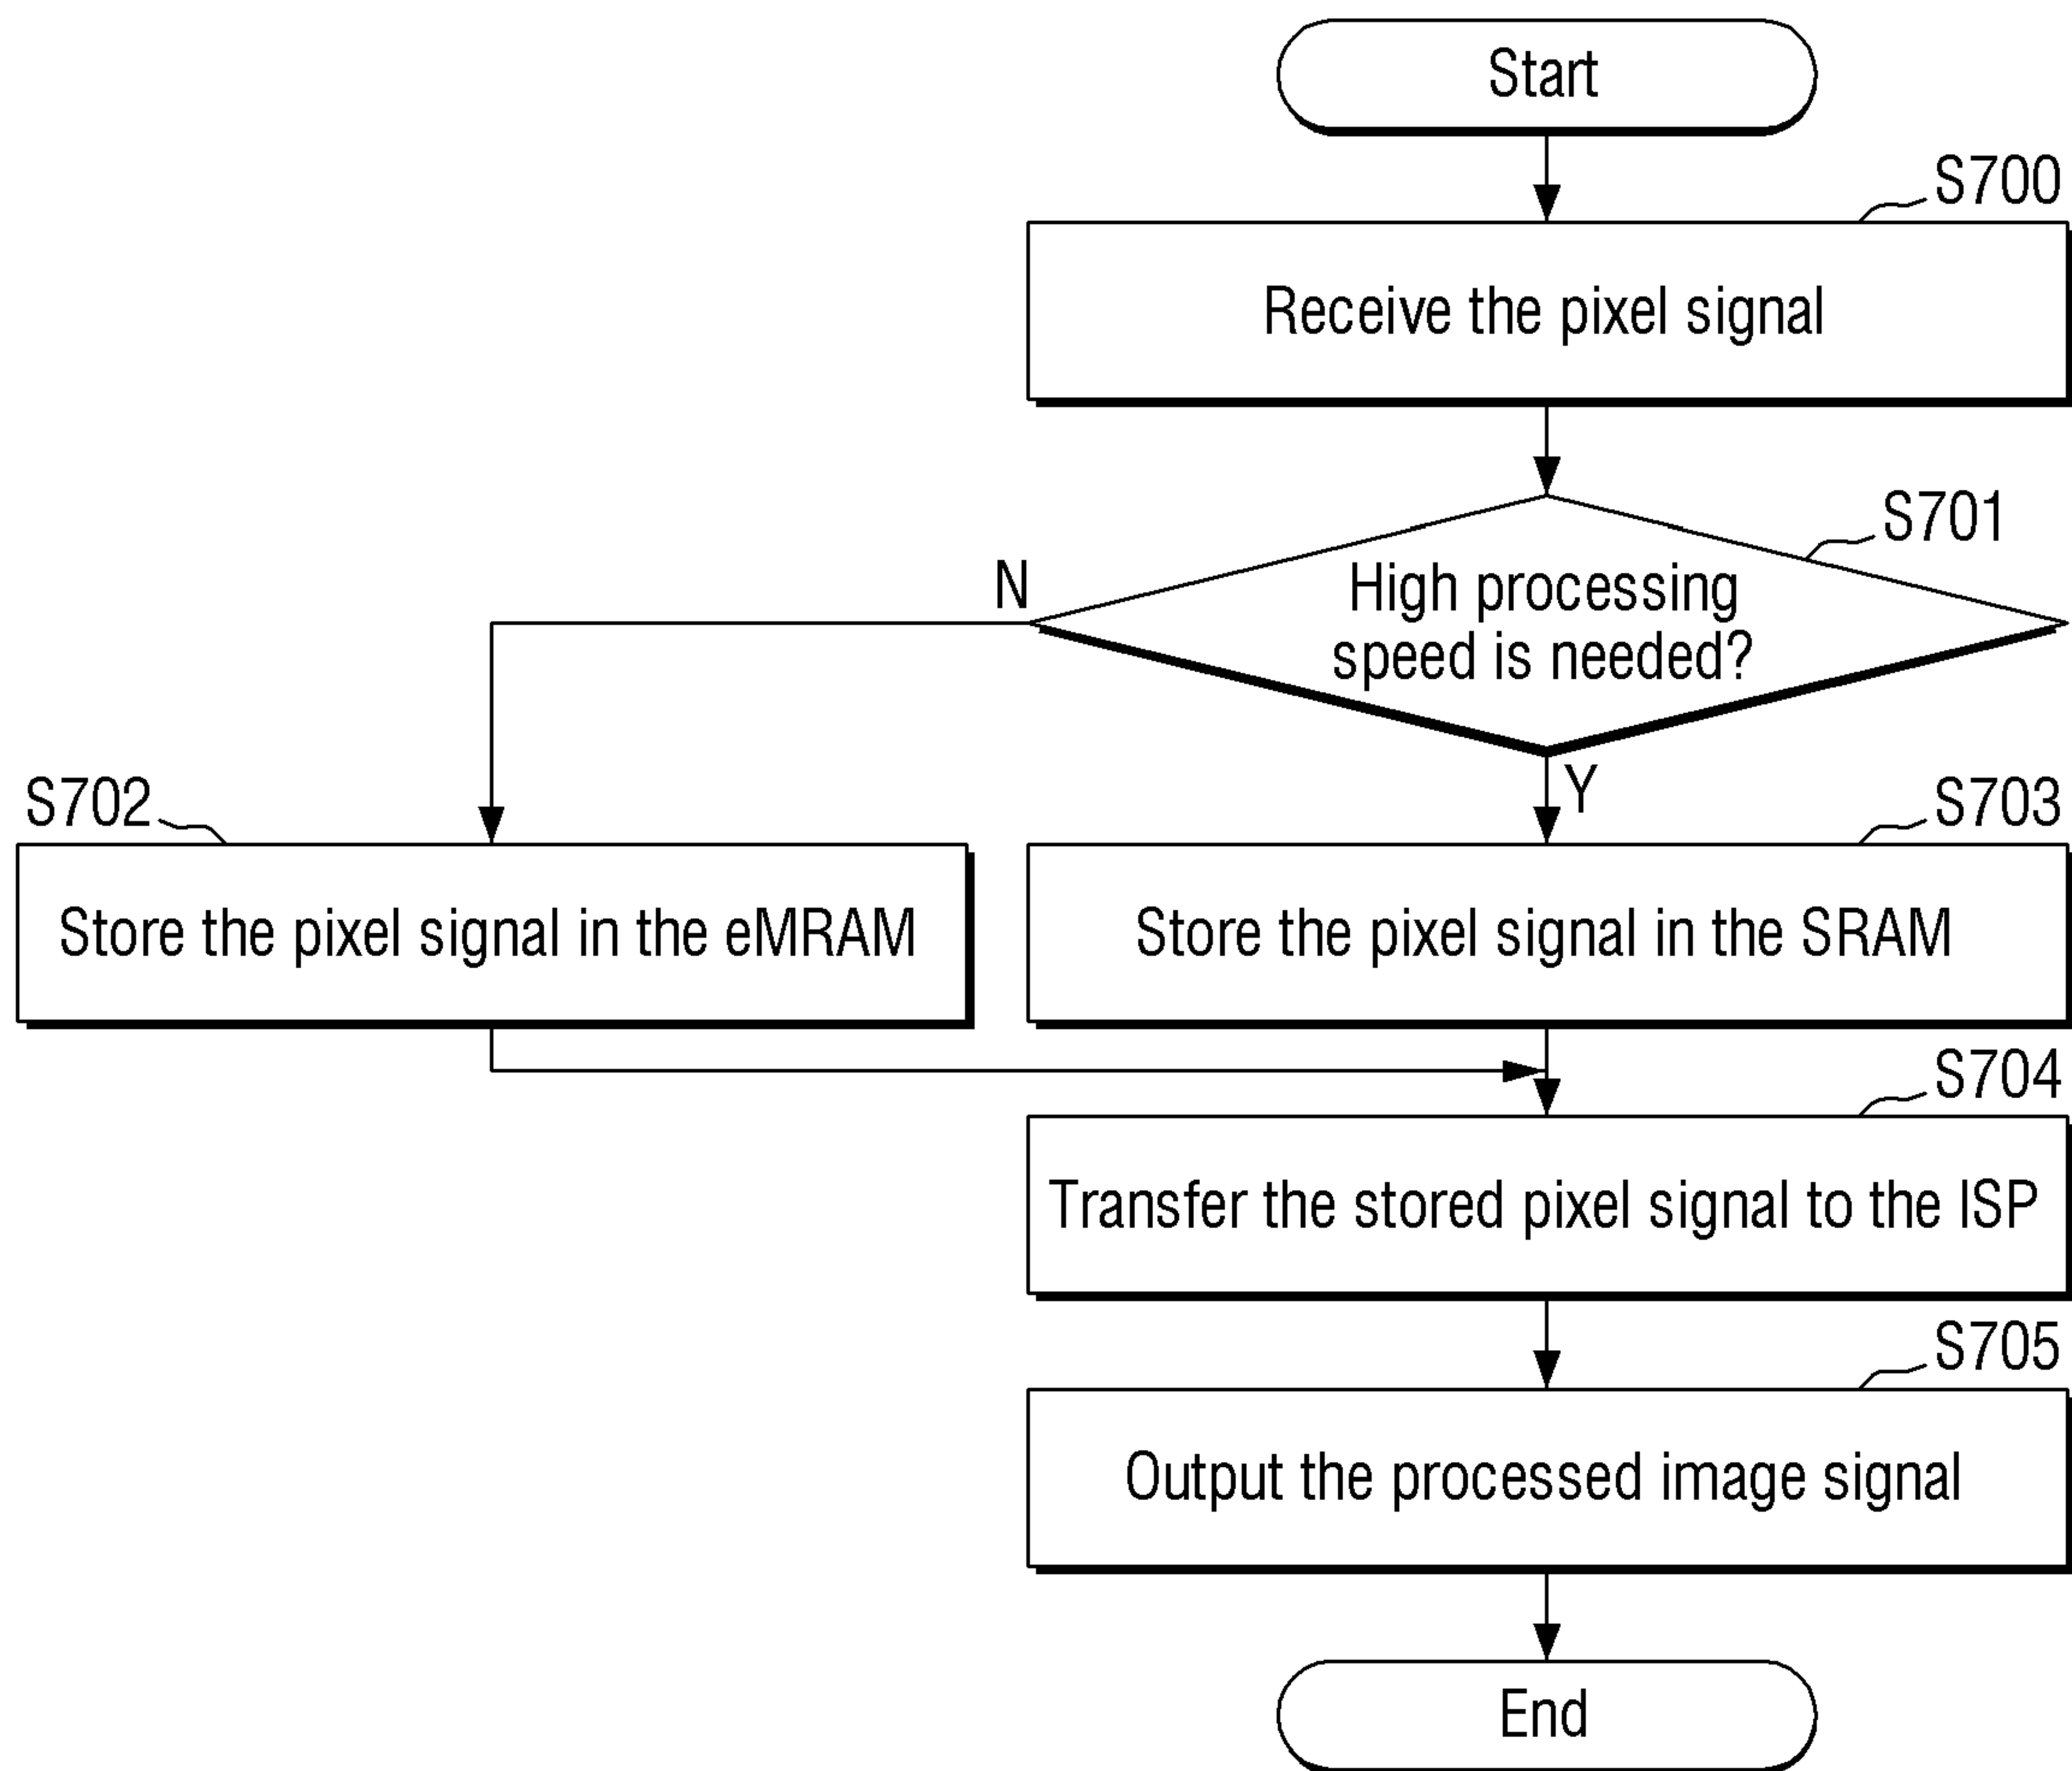 Start
S700
Receive the pixel signal
S701
N
High processing
speed is needed?
Y
S702
Store the pixel signal in the eMRAM
S703
Store the pixel signal in the SRAM
S704
Transfer the stored pixel signal to the ISP
S705
Output the processed image signal
End